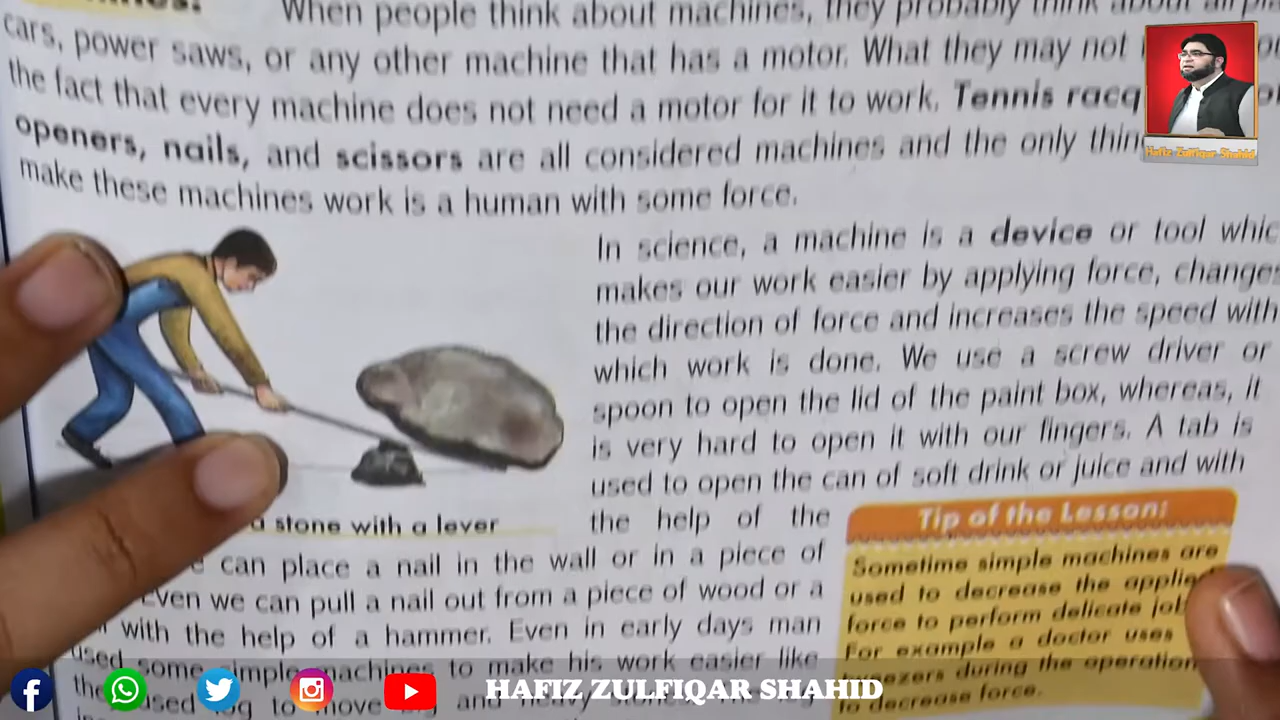 When people think about machines, they probably think about
cars, power saws, or any other machine that has a motor. What they may not
the fact that every machine does not need a motor for it to work. Tennis
openers, nails, and scissors are all considered machines and the only
make these machines work is a human with some force.
In science, a machine is a device or tool
makes our work easier by applying force, changes
the direction of force and increases the speed with
which work is done. We use a screw driver or
spoon to open the lid of the paint box, whereas, it
is very hard to open it with our fingers. A tab is
used to open the can of soft drink or juice and with
the help of the
a stone with a lever
can place a nail in the wall or in a piece of
Even we can pull a nail out from a piece of wood or a
with the help of a hammer. Even in early days man
used some simple machines to make his work easier like
used log to move big and heavy stones.
Tip of the Lesson:
Sometime simple machines are
used to decrease the applied
force to perform delicate
For example a doctor uses
during the operation
to decrease force.
Hafiz Zulfiqar Shahid
HAFIZ ZULFIQAR SHAHID